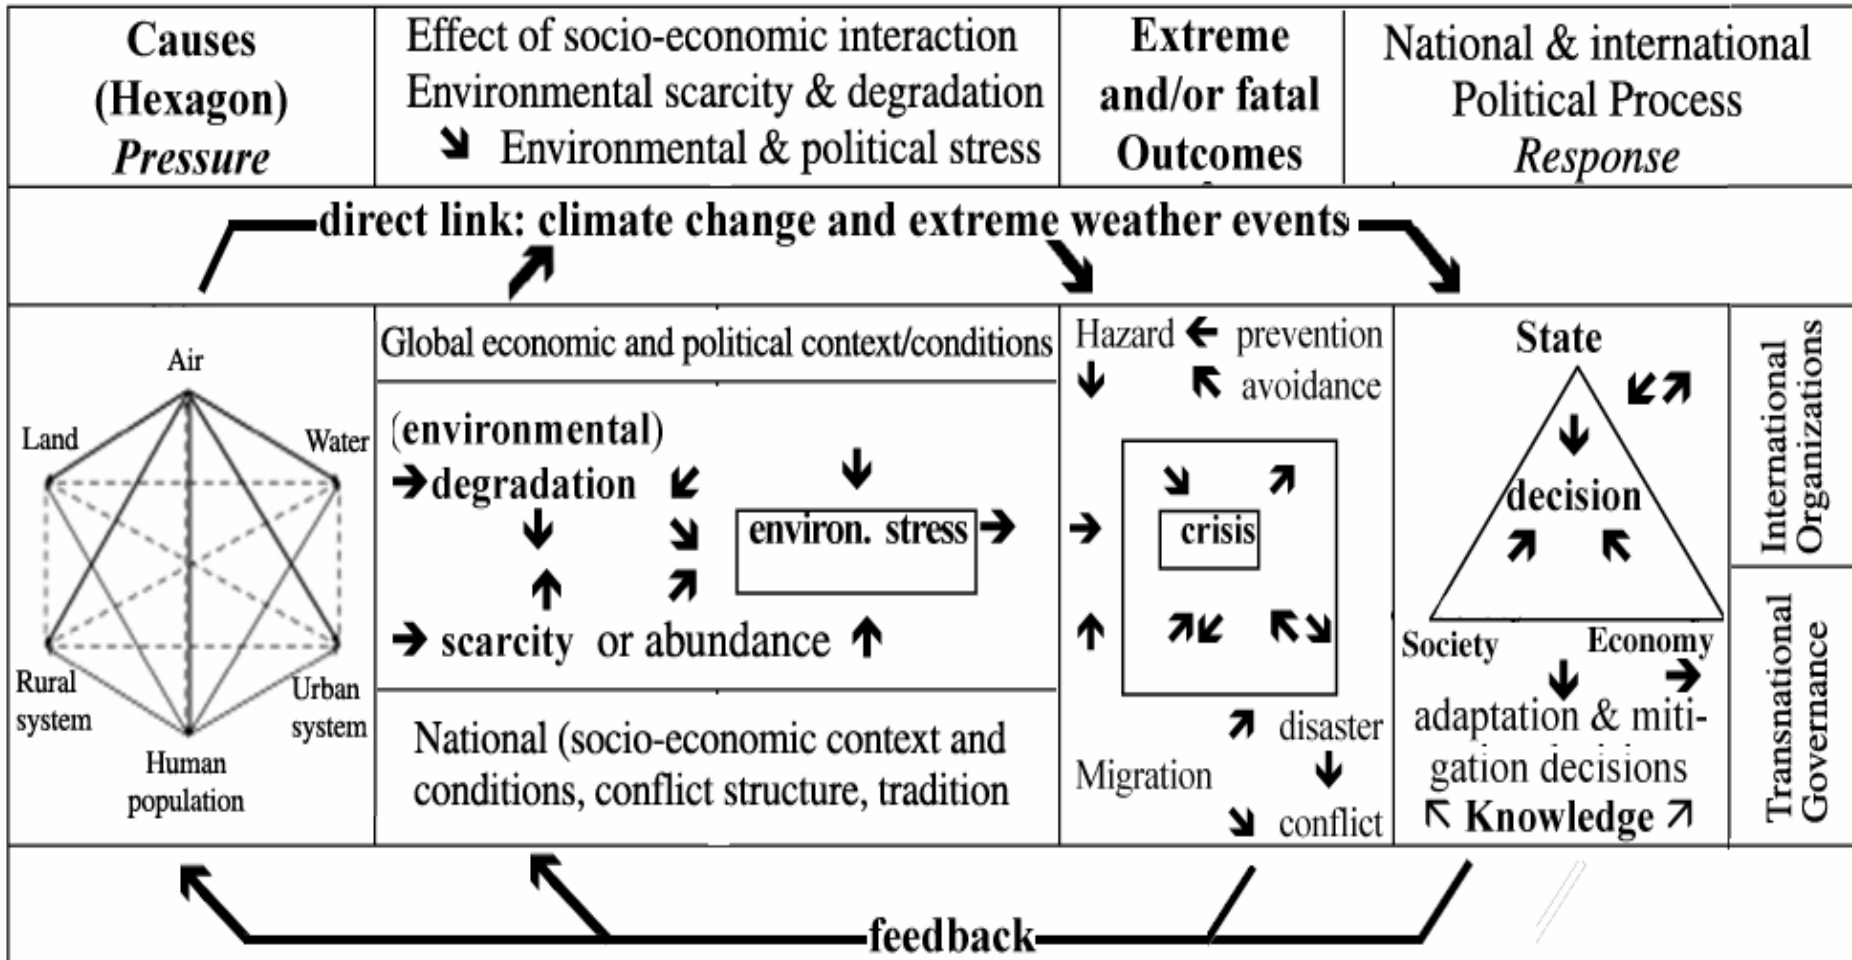 Causes
(Hexagon)
Pressure
Effect of socio-economic interaction
Environmental scarcity & degradation
Environmental & political stress
Extreme
and/or fatal
Outcomes
National & international
Political Process
Response
direct link: climate change and extreme weather events
Air
Land
Water
Rural
system
Urban
system
Human
population
Global economic and political context/conditions
(environmental)
degradation
environ. stress
scarcity or abundance
National (socio-economic context and
conditions, conflict structure, tradition
Hazard prevention
avoidance
crisis
disaster
Migration
conflict
State
decision
Society Economy
adaptation & miti-
gation decisions
Knowledge
International
Organizations
Transnational
Governance
feedback